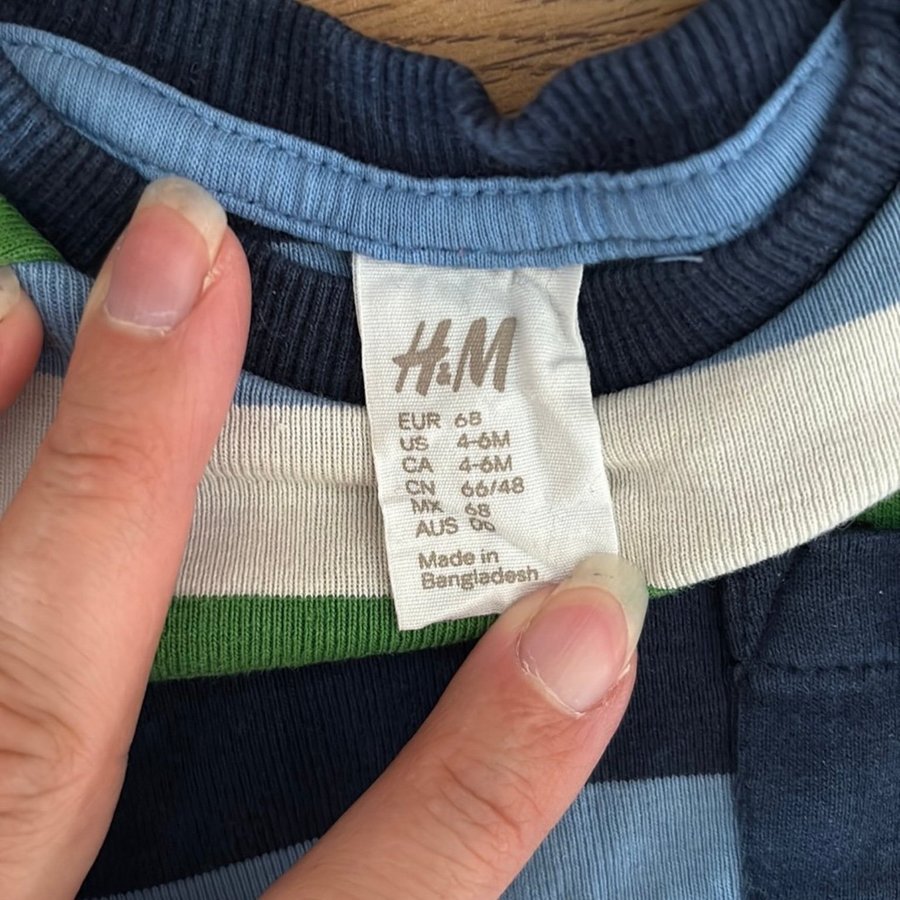 H&M
EUR 68
US 4-6M
CA 4-6M
CN 66/48
MX 68
AUS 00
Made in
Bangladesh